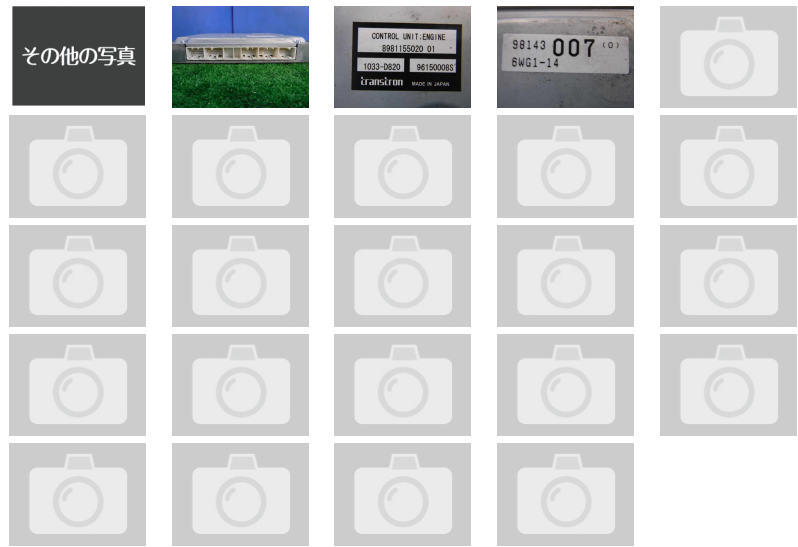 その他の写真
CONTROL UNIT:ENGINE
8981155020 01
1033-D820 96150008S
transtron MADE IN JAPAN
98143 007 (0)
6WG1-14